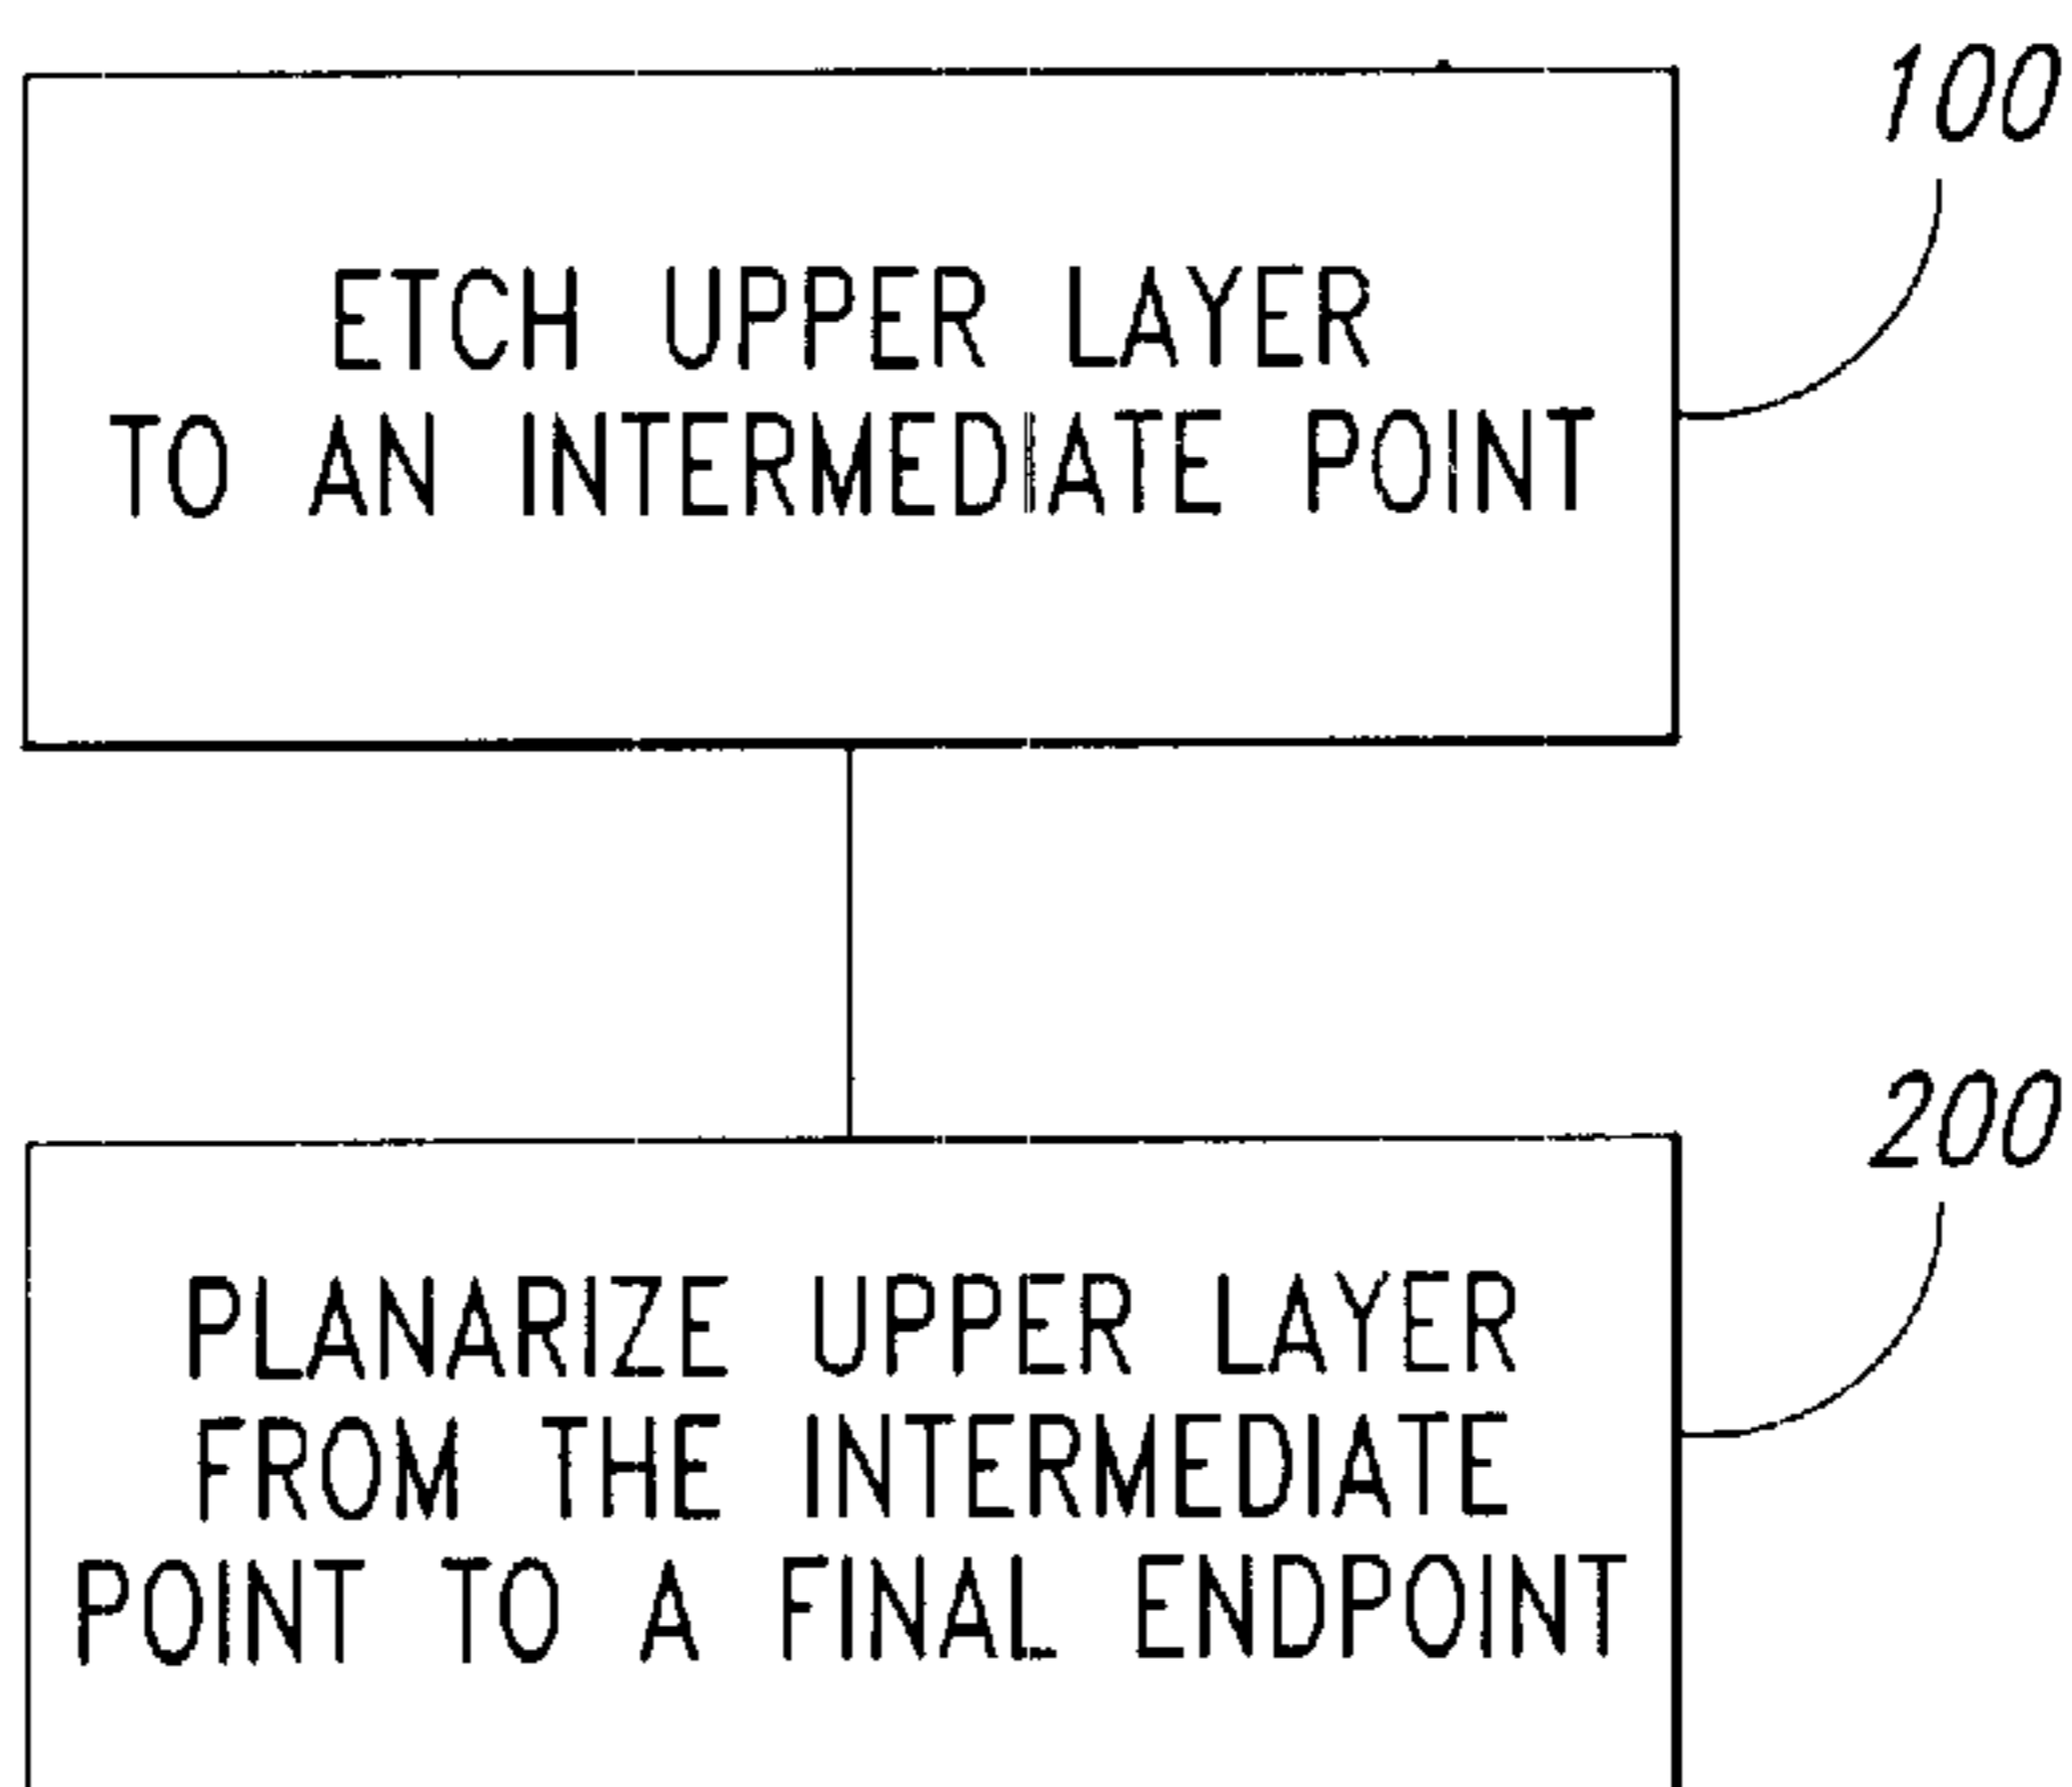 100
ETCH UPPER LAYER
TO AN INTERMEDIATE POINT
200
PLANARIZE UPPER LAYER
FROM THE INTERMEDIATE
POINT TO A FINAL ENDPOINT